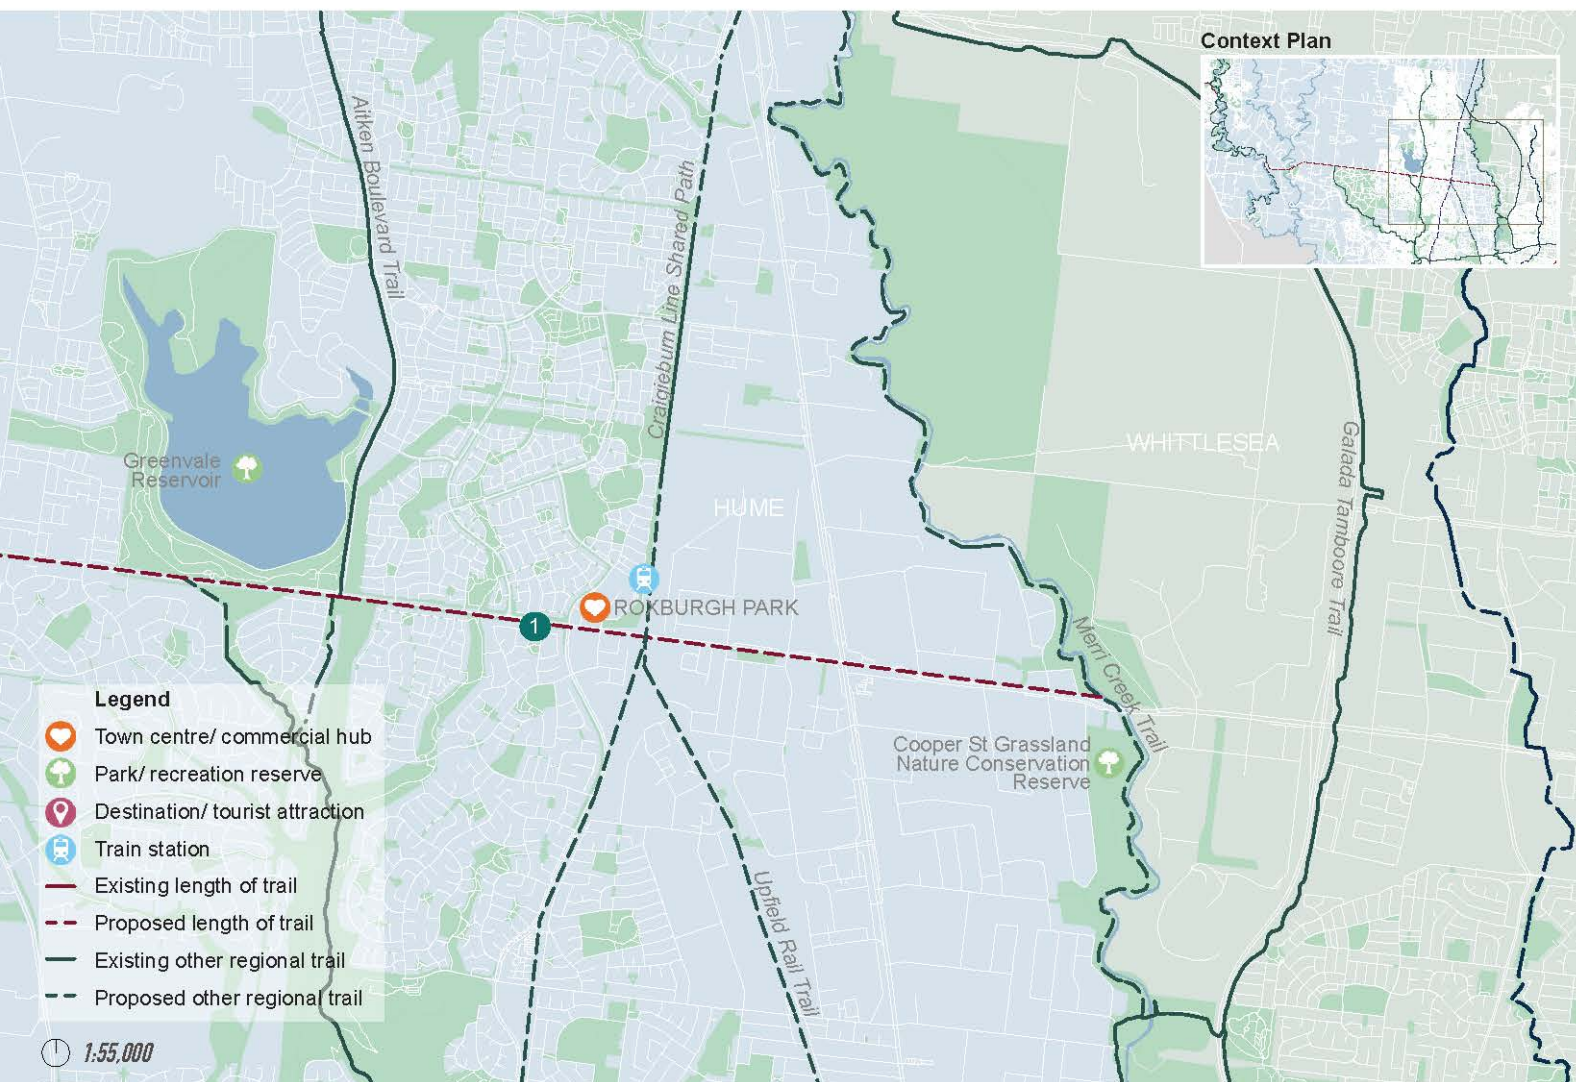 Context Plan
Aitken Boulevard Trail
Craigieburn Line Shared Path
WHITTLESEA
Galada Tamboore Trail
Greenvale
Reservoir
HUME
ROXBURGH PARK
1
Merri Creek Trail
Cooper St Grassland
Nature Conservation
Reserve
Upfield Rail Trail
Legend
Town centre/ commercial hub
Park/ recreation reserve
Destination/ tourist attraction
Train station
Existing length of trail
Proposed length of trail
Existing other regional trail
Proposed other regional trail
1:55,000